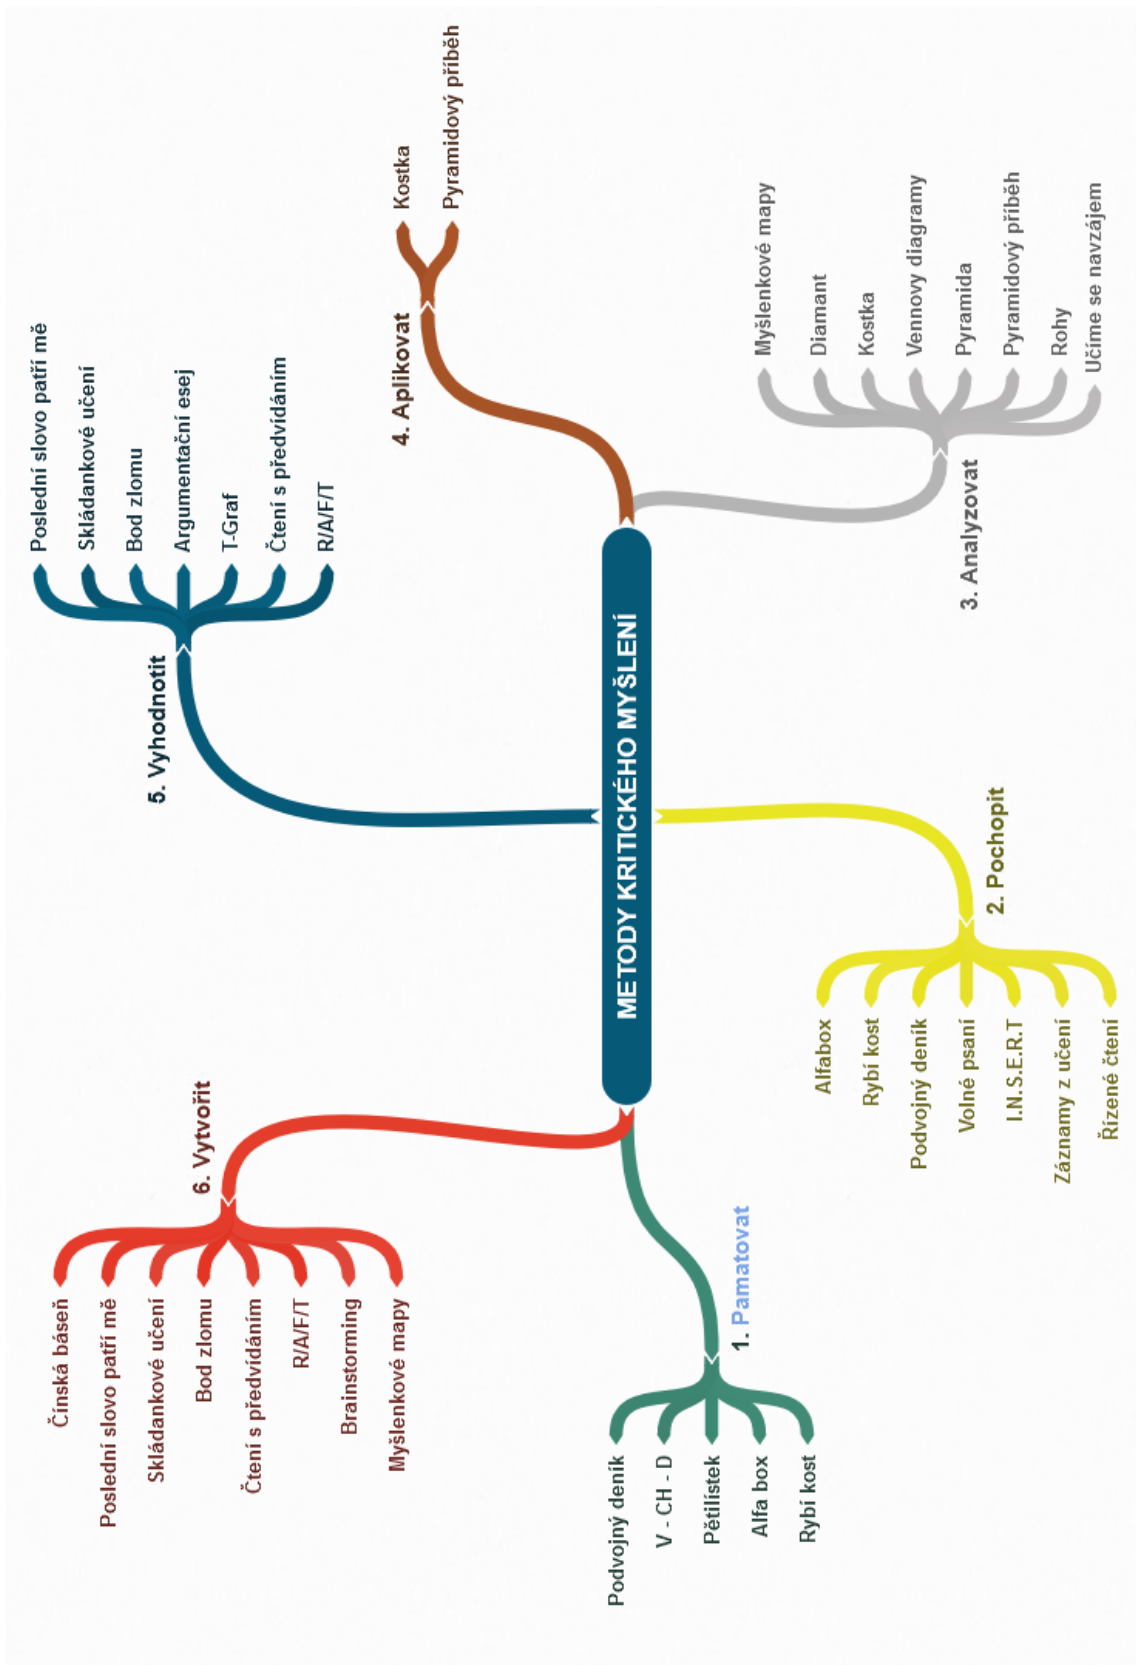 METODY KRITICKÉHO MYŠLENÍ
1. Pamatovat
Podvojný deník
V - CH - D
Pětilístek
Alfa box
Rybí kost
2. Pochopit
Alfabox
Rybí kost
Podvojný deník
Volné psaní
I.N.S.E.R.T
Záznamy z učení
Řízené čtení
3. Analyzovat
Myšlenkové mapy
Diamant
Kostka
Vennovy diagramy
Pyramida
Pyramidový příběh
Rohy
Učíme se navzájem
4. Aplikovat
Kostka
Pyramidový příběh
5. Vyhodnotit
Poslední slovo patří mě
Skládankové učení
Bod zlomu
Argumentační esej
T-Graf
Čtení s předvídáním
R/A/F/T
6. Vytvořit
Čínská báseň
Poslední slovo patří mě
Skládankové učení
Bod zlomu
Čtení s předvídáním
R/A/F/T
Brainstorming
Myšlenkové mapy